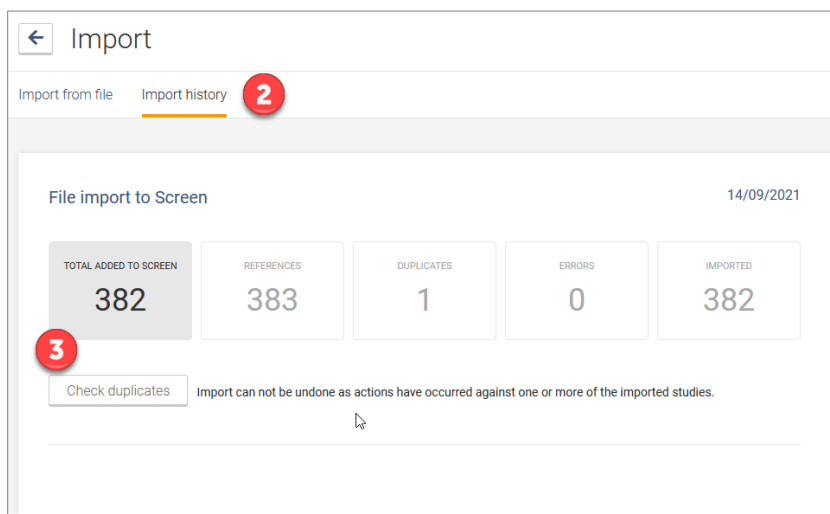 Import
Import from file Import history 2
File import to Screen 14/09/2021
TOTAL ADDED TO SCREEN REFERENCES DUPLICATES ERRORS IMPORTED
382 383 1 0 382
3
Check duplicates Import can not be undone as actions have occurred against one or more of the imported studies.